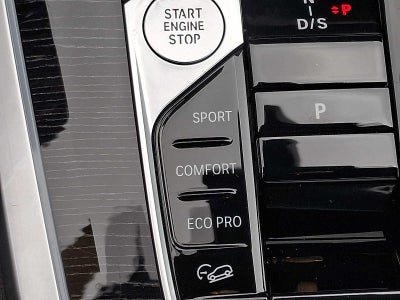 START
ENGINE
STOP
N
D/S
P
SPORT
P
COMFORT
ECO PRO